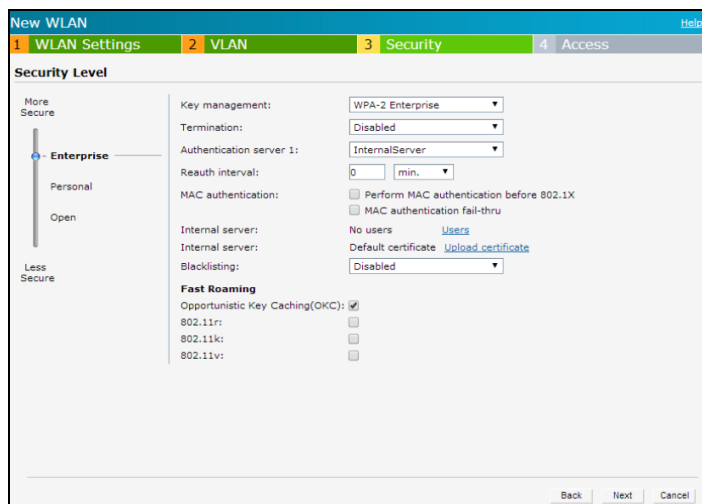 New WLAN
Help
1 WLAN Settings
2 VLAN
3 Security
4 Access
Security Level
More
Secure
Enterprise
Personal
Open
Less
Secure
Key management: WPA-2 Enterprise
Termination: Disabled
Authentication server 1: InternalServer
Reauth interval: 0 min.
MAC authentication: Perform MAC authentication before 802.1X
MAC authentication fail-thru
Internal server: No users Users
Internal server: Default certificate Upload certificate
Blacklisting: Disabled
Fast Roaming
Opportunistic Key Caching(OKC):
802.11r:
802.11k:
802.11v:
Back Next Cancel